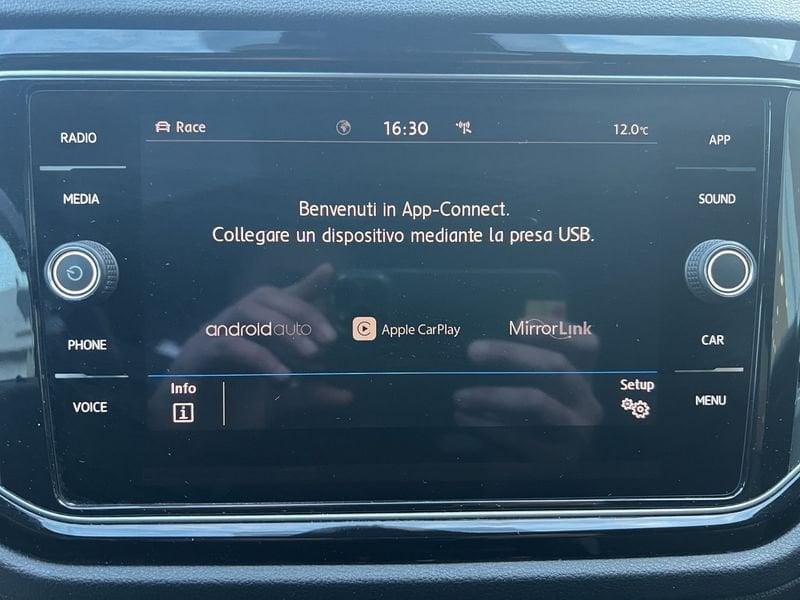 RADIO
MEDIA
PHONE
VOICE
Race 16:30 12.0°C
Benvenuti in App-Connect.
Collegare un dispositivo mediante la presa USB.
androidauto Apple CarPlay MirrorLink
Info Setup
APP
SOUND
CAR
MENU